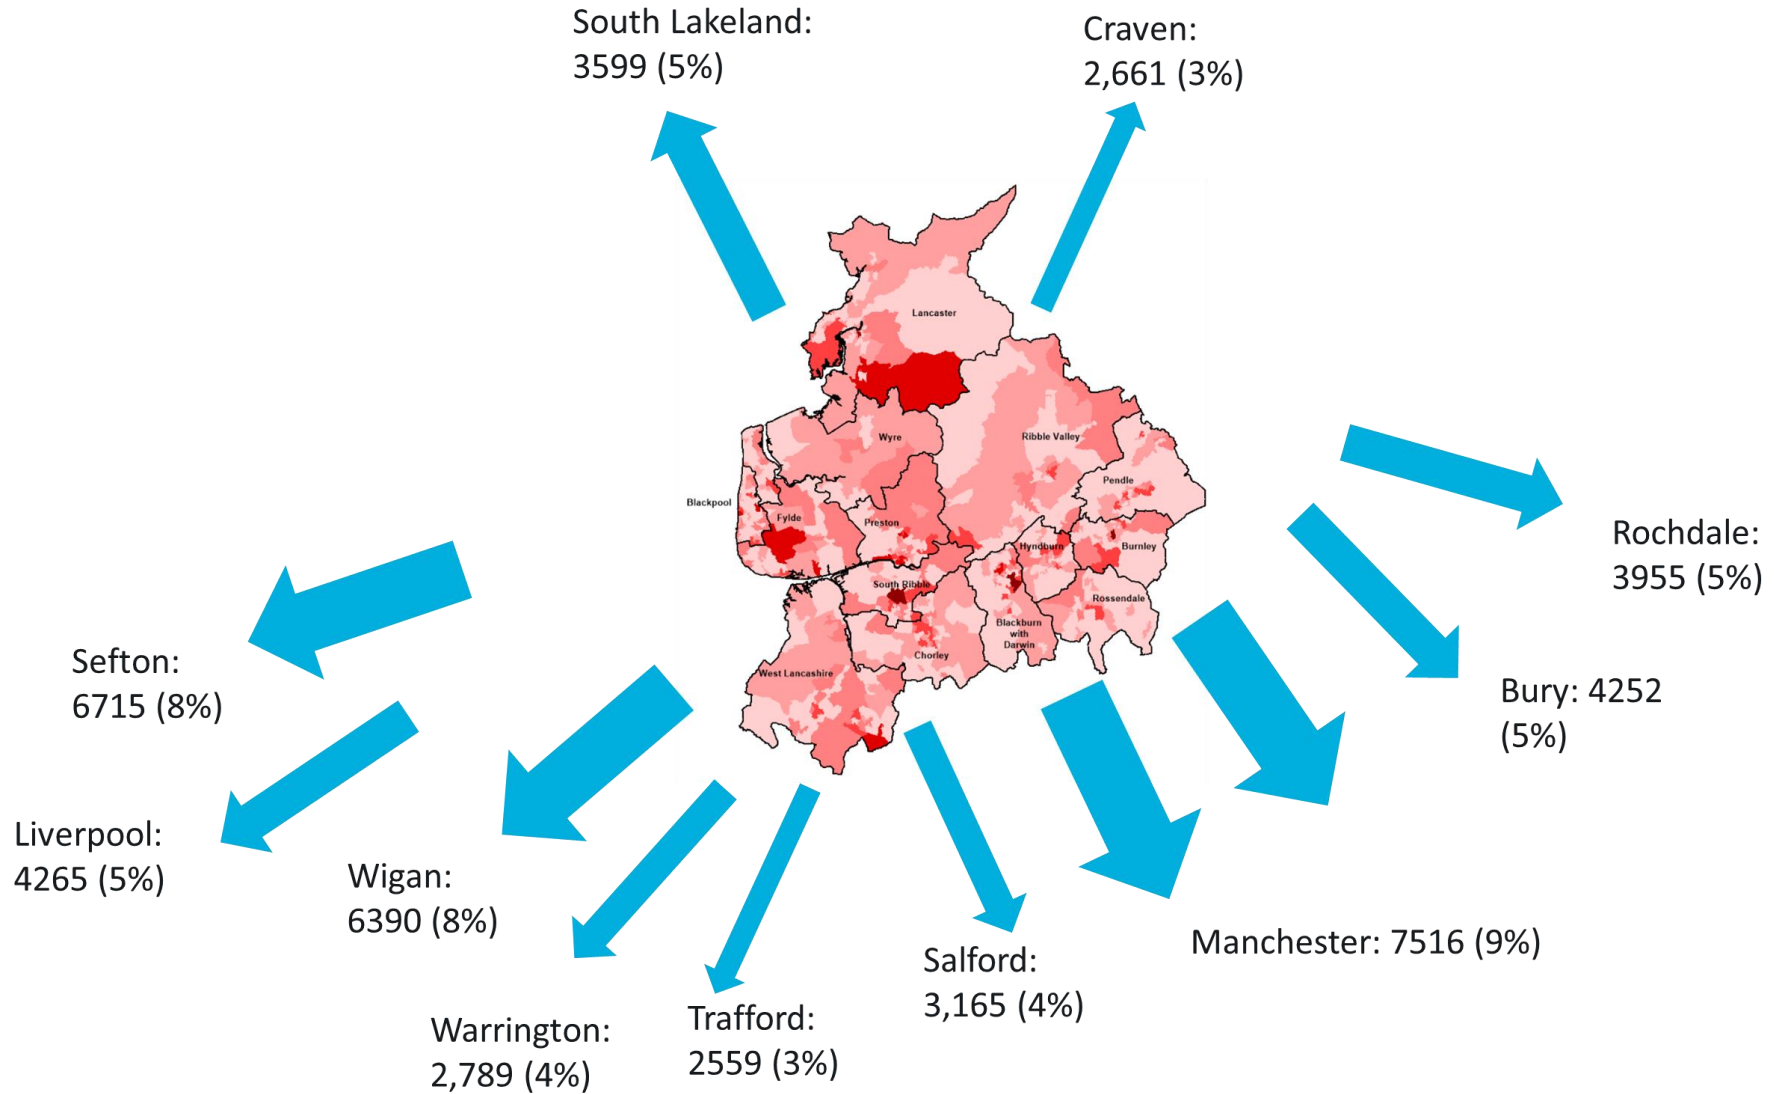 South Lakeland:
3599 (5%)
Craven:
2,661 (3%)
Lancaster
Wyre
Ribble Valley
Pendle
Blackpool
Fylde
Preston
Hyndburn
Burnley
South Ribble
Rossendale
Blackburn
with
Darwin
Chorley
West Lancashire
Rochdale:
3955 (5%)
Sefton:
6715 (8%)
Bury: 4252
(5%)
Liverpool:
4265 (5%)
Wigan:
6390 (8%)
Manchester: 7516 (9%)
Salford:
3,165 (4%)
Trafford:
2559 (3%)
Warrington:
2,789 (4%)